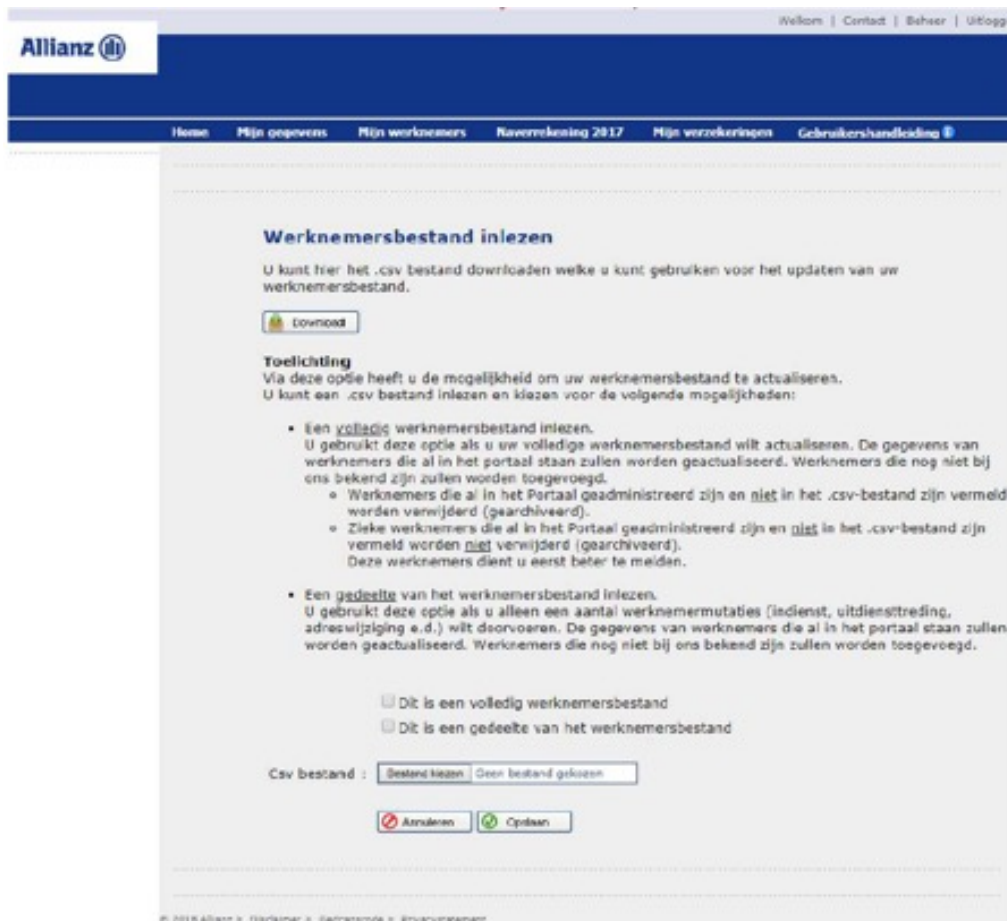 Welkom | Contact | Beheer | Uitlogg
Allianz
Home Mijn gegevens Mijn werknemers Naverrekening 2017 Mijn verzekeringen Gebruikershandleiding
Werknemersbestand inlezen
U kunt hier het .csv bestand downloaden welke u kunt gebruiken voor het updaten van uw
werknemersbestand.
Download
Toelichting
Via deze optie heeft u de mogelijkheid om uw werknemersbestand te actualiseren.
U kunt een .csv bestand inlezen en kiezen voor de volgende mogelijkheden:
• Een volledig werknemersbestand inlezen.
U gebruikt deze optie als u uw volledige werknemersbestand wilt actualiseren. De gegevens van
werknemers die al in het portaal staan zullen worden geactualiseerd. Werknemers die nog niet bij
ons bekend zijn zullen worden toegevoegd.
Werknemers die al in het Portaal geadministreerd zijn en niet in het .csv-bestand zijn vermeld
worden verwijderd (gearchiveerd).
Zieke werknemers die al in het Portaal geadministreerd zijn en niet in het .csv-bestand zijn
vermeld worden niet verwijderd (gearchiveerd).
Deze werknemers dient u eerst beter te melden.
• Een gedeelte van het werknemersbestand inlezen.
U gebruikt deze optie als u alleen een aantal werknemermutaties (indienst, uitdiensttreding,
adreswijziging e.d.) wilt doorvoeren. De gegevens van werknemers die al in het portaal staan zullen
worden geactualiseerd. Werknemers die nog niet bij ons bekend zijn zullen worden toegevoegd.
Dit is een volledig werknemersbestand
Dit is een gedeelte van het werknemersbestand
Csv bestand : Bestand kiezen Geen bestand gekozen
Annuleren Opslaan
© 2018 Allianz > Disclaimer > Gedragscode > Privacystatement